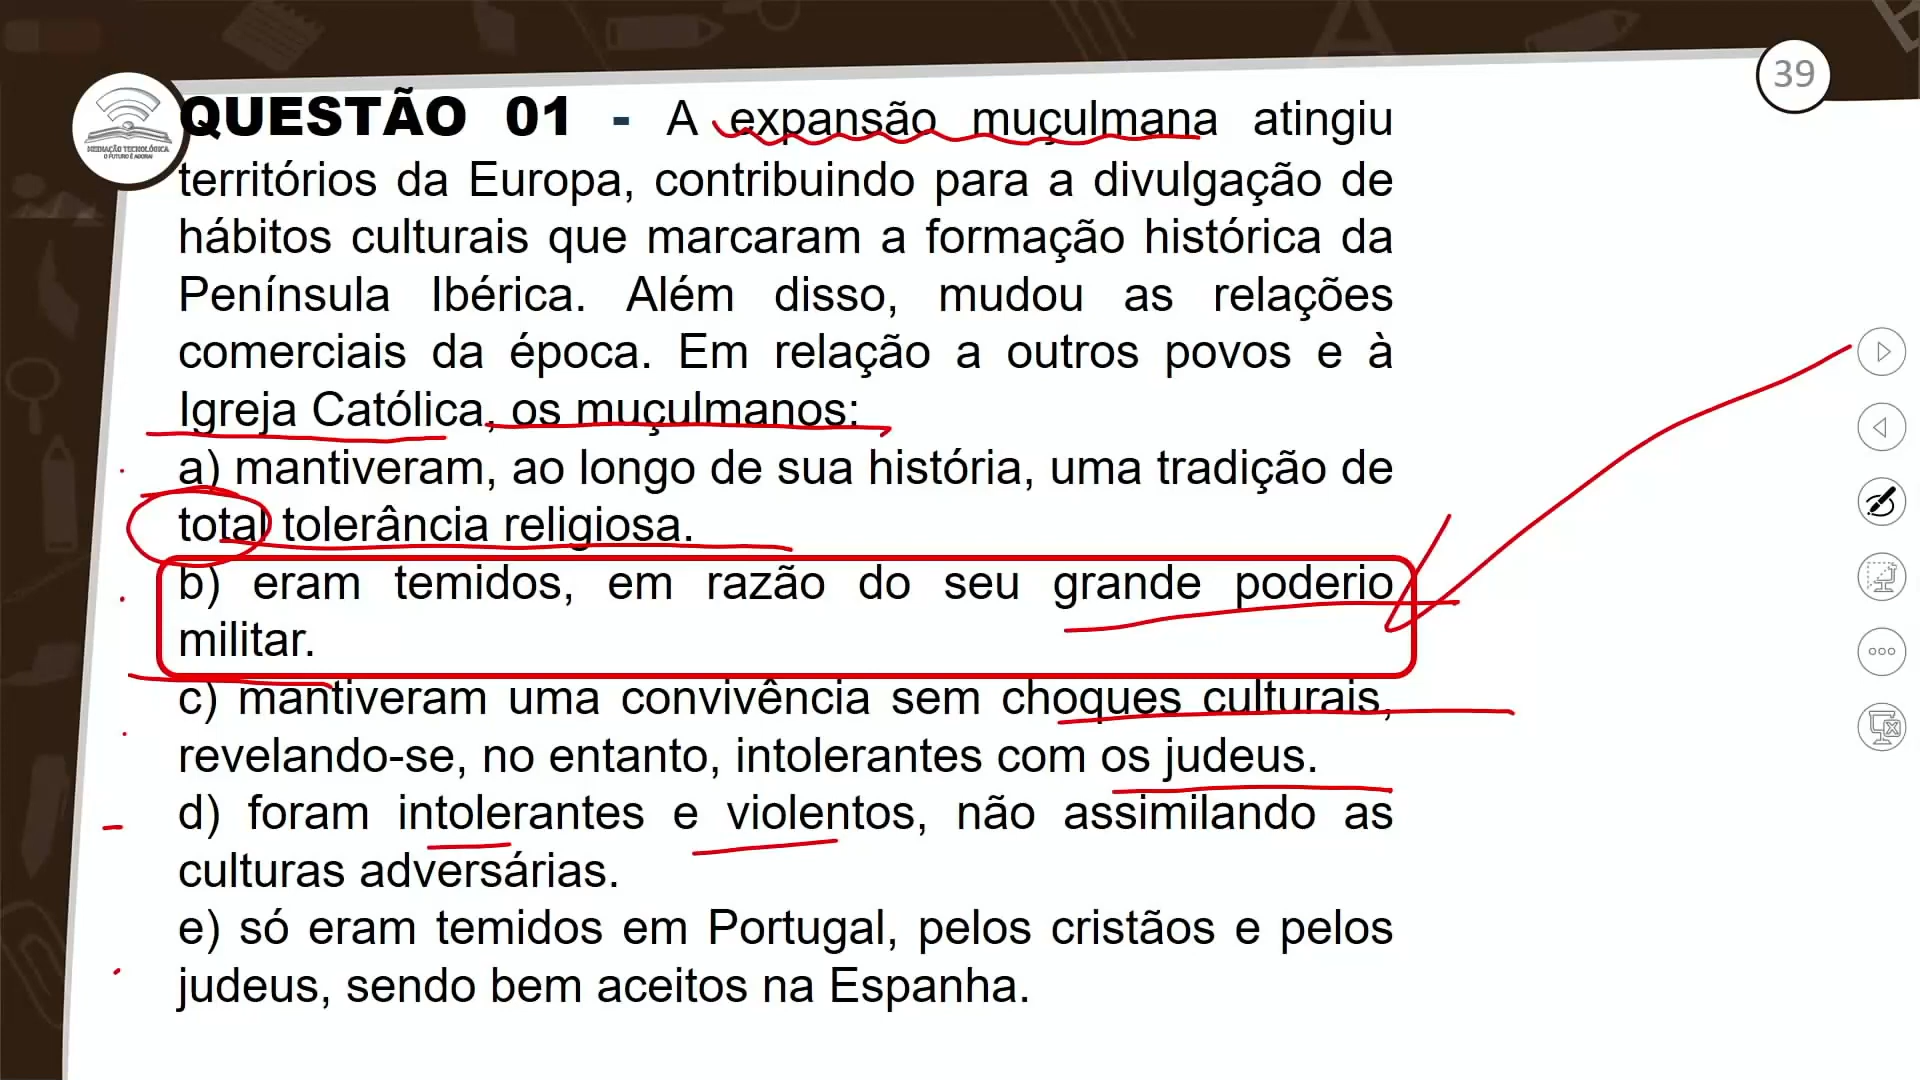 39
MEDIAÇÃO TECNOLÓGICA
O FUTURO É AGORA!
QUESTÃO 01 - A expansão muçulmana atingiu
territórios da Europa, contribuindo para a divulgação de
hábitos culturais que marcaram a formação histórica da
Península Ibérica. Além disso, mudou as relações
comerciais da época. Em relação a outros povos e à
Igreja Católica, os muçulmanos:
a) mantiveram, ao longo de sua história, uma tradição de
total tolerância religiosa.
b) eram temidos, em razão do seu grande poderio
militar.
c) mantiveram uma convivência sem choques culturais,
revelando-se, no entanto, intolerantes com os judeus.
d) foram intolerantes e violentos, não assimilando as
culturas adversárias.
e) só eram temidos em Portugal, pelos cristãos e pelos
judeus, sendo bem aceitos na Espanha.